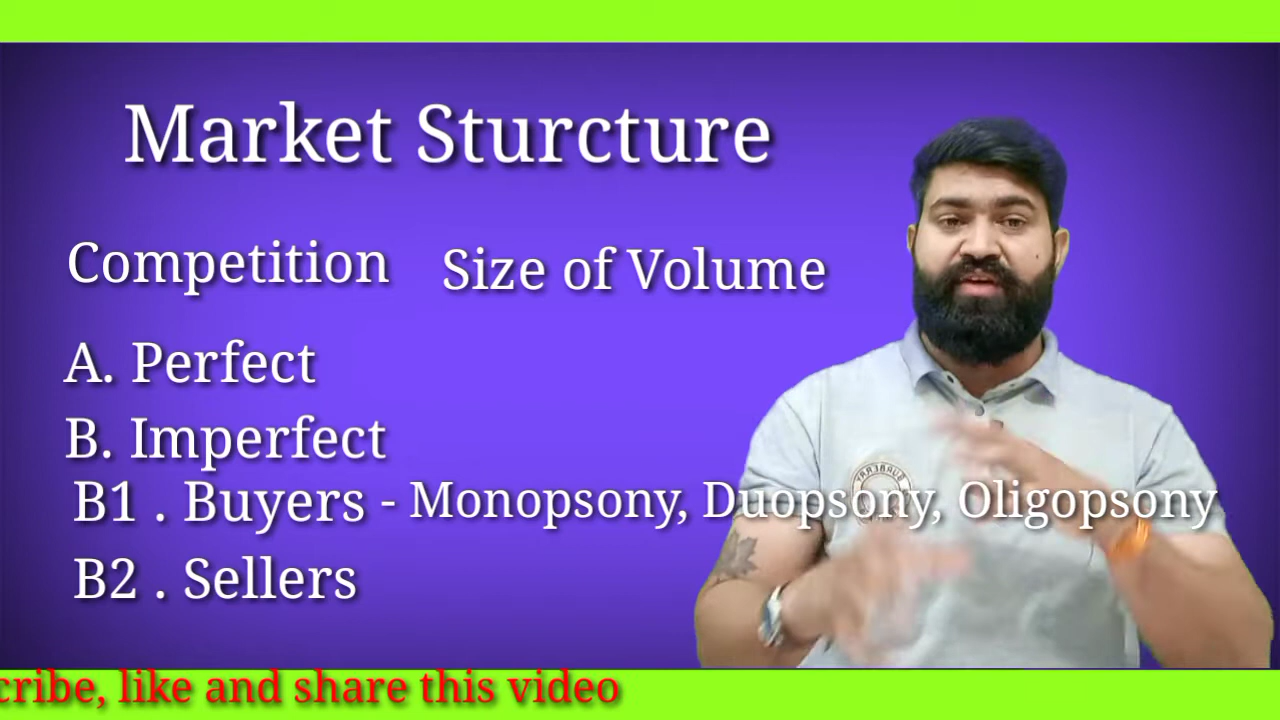 Market Sturcture
Competition Size of Volume
A. Perfect
B. Imperfect
B1 . Buyers - Monopsony, Duopsony, Oligopsony
B2 . Sellers
cribe, like and share this video